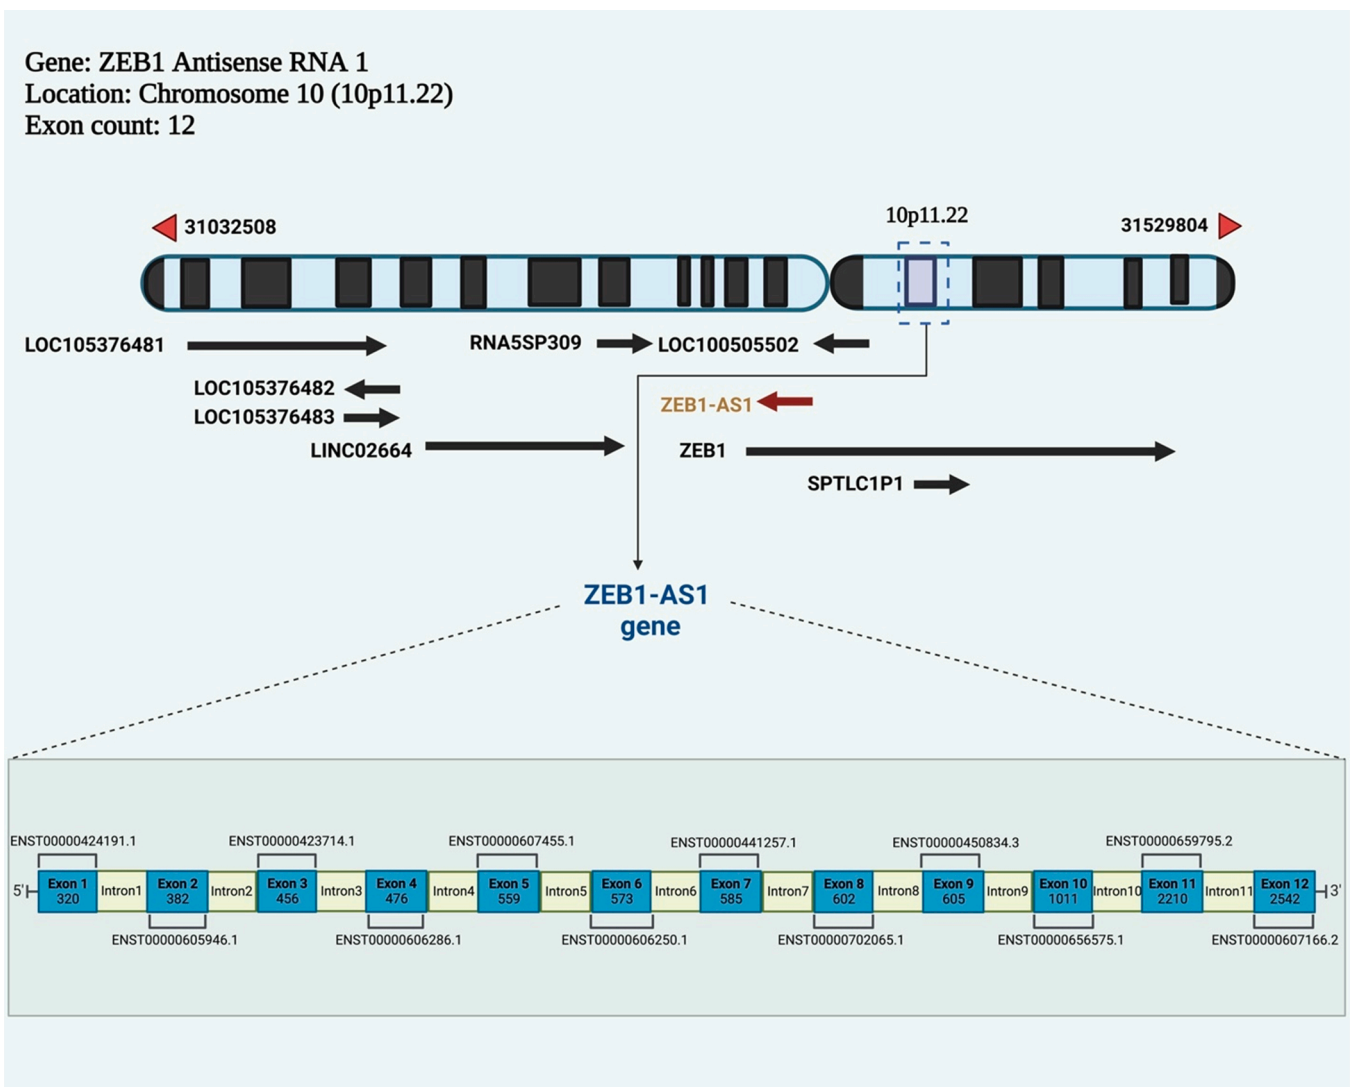 Gene: ZEB1 Antisense RNA 1
Location: Chromosome 10 (10p11.22)
Exon count: 12
10p11.22
31032508
31529804
LOC105376481
RNA5SP309
LOC100505502
LOC105376482
ZEB1-AS1
LOC105376483
LINC02664
ZEB1
SPTLC1P1
ZEB1-AS1
gene
ENST00000424191.1
ENST00000423714.1
ENST00000607455.1
ENST00000441257.1
ENST00000450834.3
ENST00000659795.2
5'
Exon 1
320
Intron1
Exon 2
382
Intron2
Exon 3
456
Intron3
Exon 4
476
Intron4
Exon 5
559
Intron5
Exon 6
573
Intron6
Exon 7
585
Intron7
Exon 8
602
Intron8
Exon 9
605
Intron9
Exon 10
1011
Intron10
Exon 11
2210
Intron11
Exon 12
2542
3'
ENST00000605946.1
ENST00000606286.1
ENST00000606250.1
ENST00000702065.1
ENST00000656575.1
ENST00000607166.2